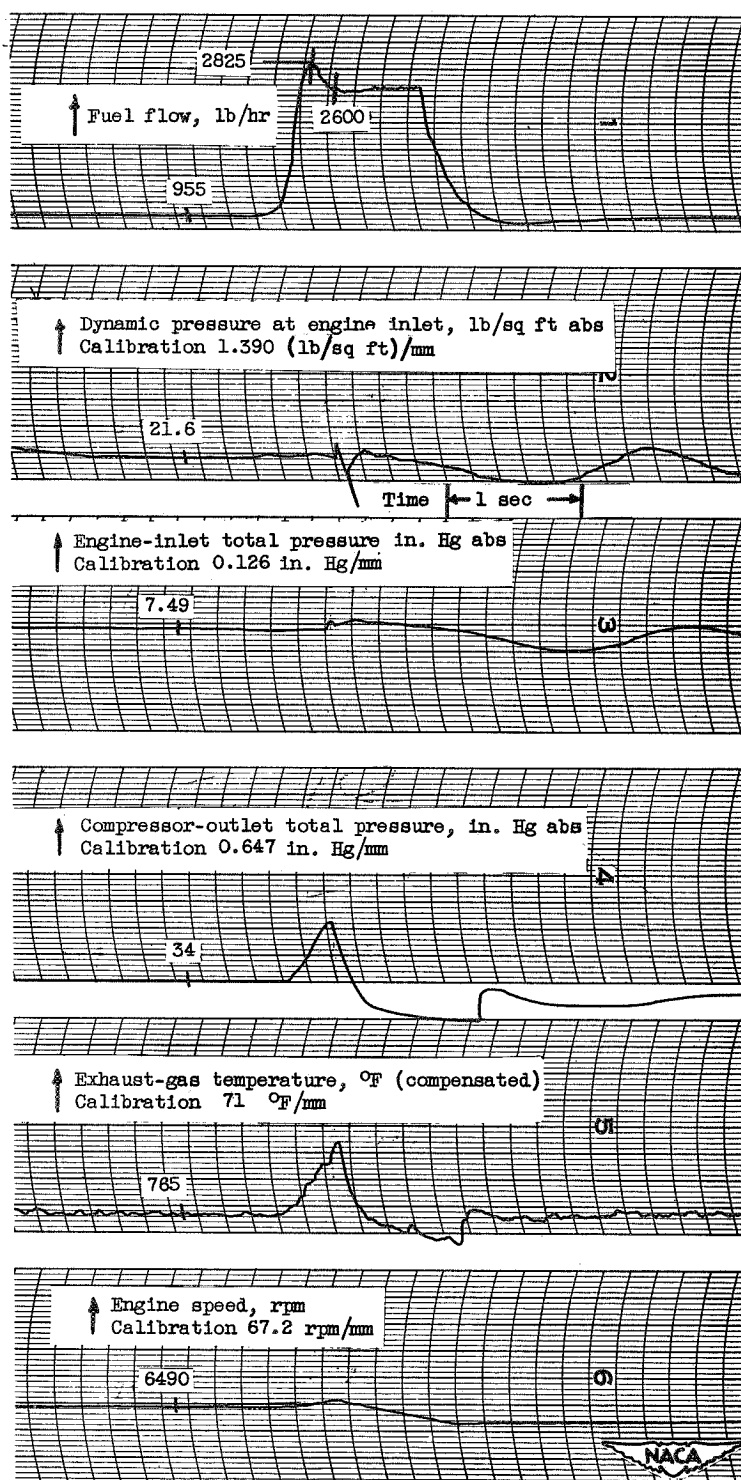 2825
Fuel flow, lb/hr
2600
955
1
Dynamic pressure at engine inlet, lb/sq ft abs
Calibration 1.390 (lb/sq ft)/mm
2
21.6
Time 1 sec
Engine-inlet total pressure in. Hg abs
Calibration 0.126 in. Hg/mm
7.49
3
Compressor-outlet total pressure, in. Hg abs
Calibration 0.647 in. Hg/mm
4
34
Exhaust-gas temperature, °F (compensated)
Calibration 71 °F/mm
5
765
Engine speed, rpm
Calibration 67.2 rpm/mm
6490
6
NACA